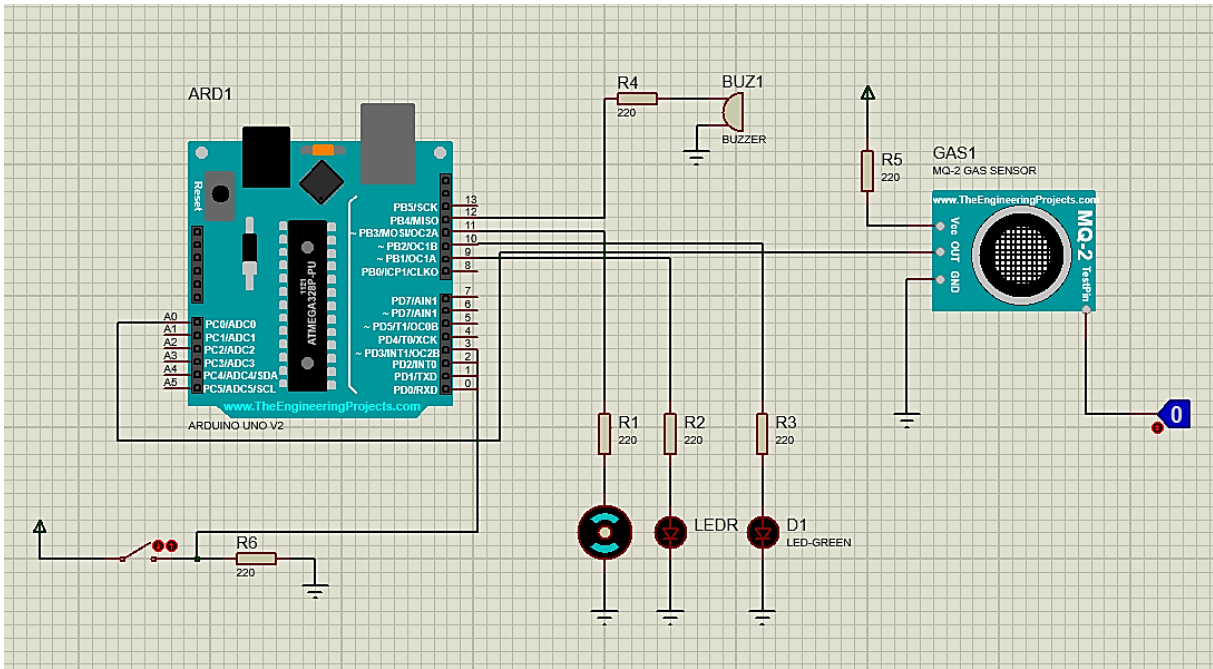 ARD1
Reset
1121
ATMEGA328P-PU
PB5/SCK
PB4/MISO
~ PB3/MOSI/OC2A
~ PB2/OC1B
~ PB1/OC1A
PB0/ICP1/CLKO
PD7/AIN1
~ PD7/AIN1
~ PD5/T1/OC0B
PD4/T0/XCK
~ PD3/INT1/OC2B
PD2/INT0
PD1/TXD
PD0/RXD
13
12
11
10
9
8
7
6
5
4
3
2
1
0
A0
A1
A2
A3
A4
A5
PC0/ADC0
PC1/ADC1
PC2/ADC2
PC3/ADC3
PC4/ADC4/SDA
PC5/ADC5/SCL
www.TheEngineeringProjects.com
ARDUINO UNO V2
R4
220
BUZ1
BUZZER
R5
220
GAS1
MQ-2 GAS SENSOR
www.TheEngineeringProjects.com
Vcc
OUT
GND
MQ-2
TestPin
0
R1
220
R2
220
R3
220
LEDR
D1
LED-GREEN
R6
220